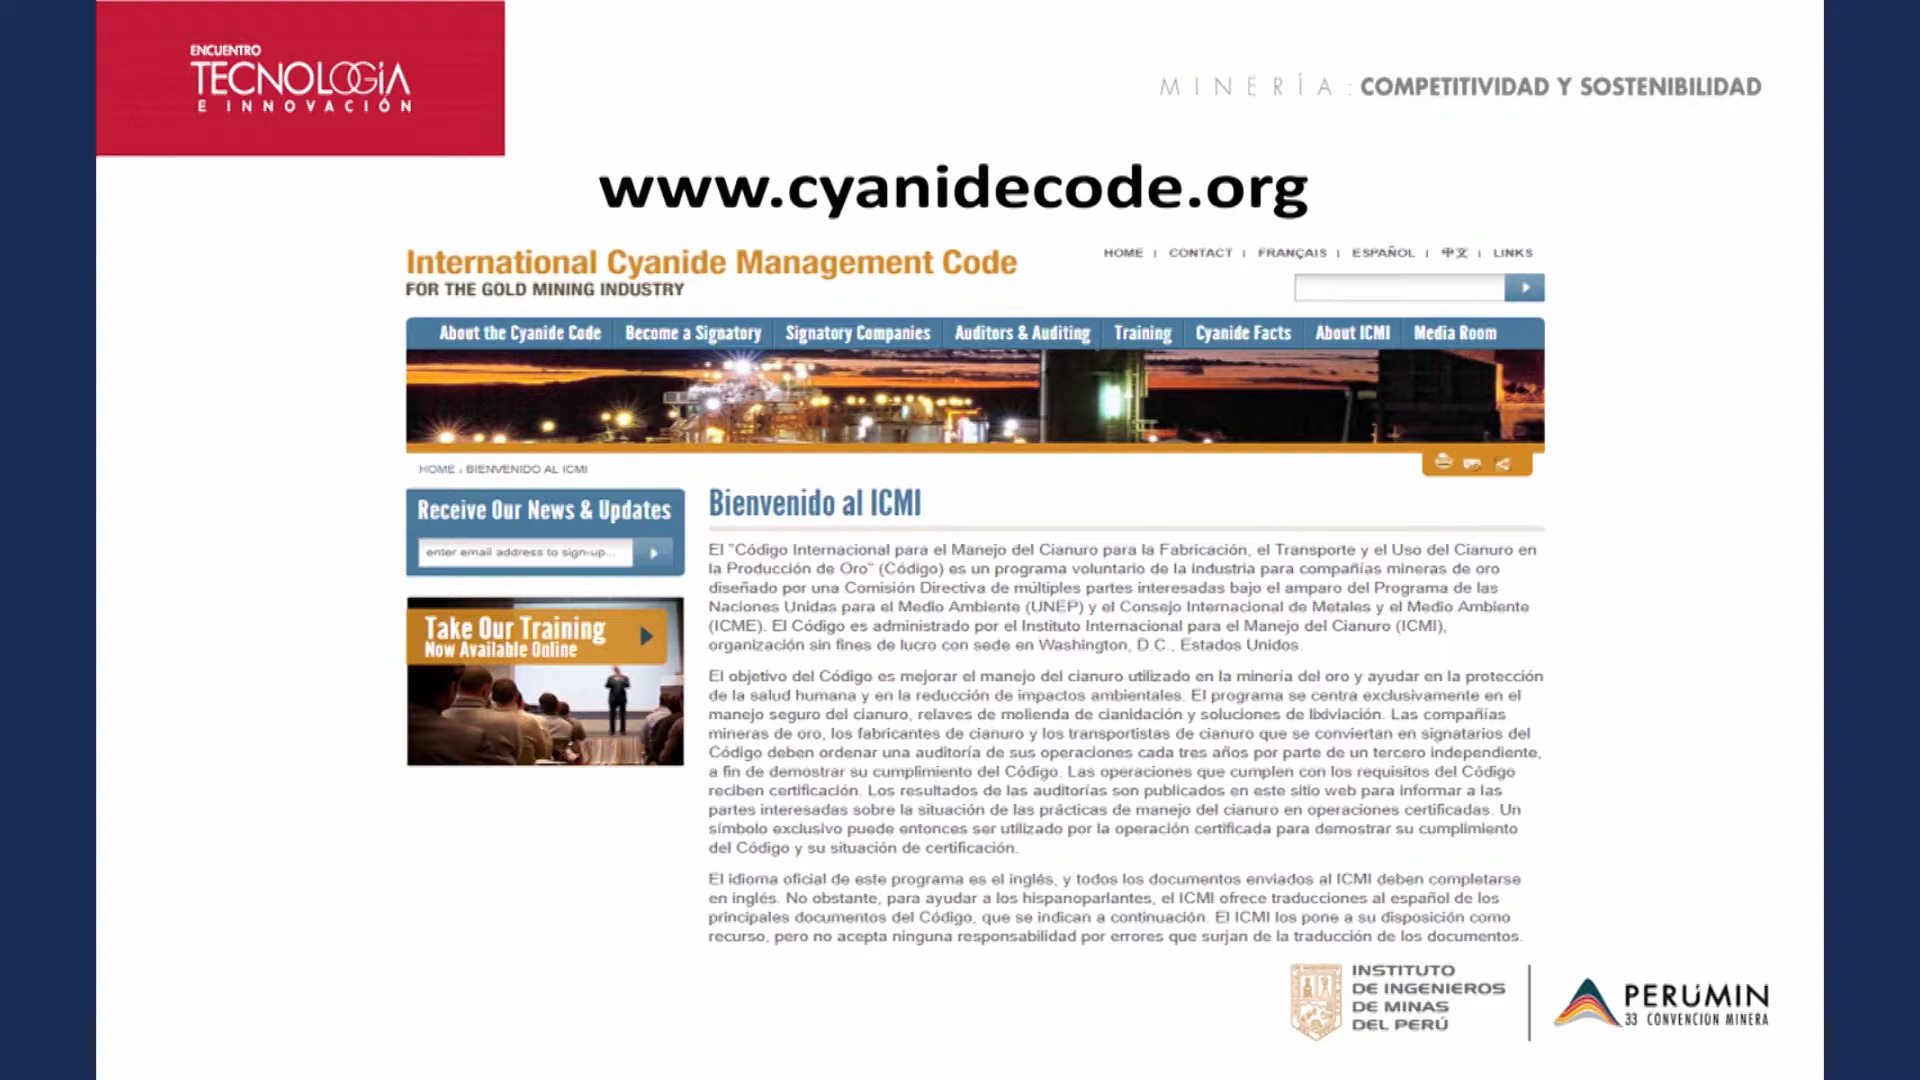 ENCUENTRO
TECNOLOGÍA
E INNOVACIÓN
MINERÍA: COMPETITIVIDAD Y SOSTENIBILIDAD
www.cyanidecode.org
International Cyanide Management Code
FOR THE GOLD MINING INDUSTRY
HOME | CONTACT | FRANÇAIS | ESPAÑOL | 中文 | LINKS
About the Cyanide Code Become a Signatory Signatory Companies Auditors & Auditing Training Cyanide Facts About ICMI Media Room
HOME › BIENVENIDO AL ICMI
Receive Our News & Updates
enter email address to sign-up...
Take Our Training
Now Available Online
Bienvenido al ICMI
El "Código Internacional para el Manejo del Cianuro para la Fabricación, el Transporte y el Uso del Cianuro en
la Producción de Oro" (Código) es un programa voluntario de la industria para compañías mineras de oro
diseñado por una Comisión Directiva de múltiples partes interesadas bajo el amparo del Programa de las
Naciones Unidas para el Medio Ambiente (UNEP) y el Consejo Internacional de Metales y el Medio Ambiente
(ICME). El Código es administrado por el Instituto Internacional para el Manejo del Cianuro (ICMI),
organización sin fines de lucro con sede en Washington, D.C., Estados Unidos.
El objetivo del Código es mejorar el manejo del cianuro utilizado en la minería del oro y ayudar en la protección
de la salud humana y en la reducción de impactos ambientales. El programa se centra exclusivamente en el
manejo seguro del cianuro, relaves de molienda de cianidación y soluciones de lixiviación. Las compañías
mineras de oro, los fabricantes de cianuro y los transportistas de cianuro que se conviertan en signatarios del
Código deben ordenar una auditoría de sus operaciones cada tres años por parte de un tercero independiente,
a fin de demostrar su cumplimiento del Código. Las operaciones que cumplen con los requisitos del Código
reciben certificación. Los resultados de las auditorías son publicados en este sitio web para informar a las
partes interesadas sobre la situación de las prácticas de manejo del cianuro en operaciones certificadas. Un
símbolo exclusivo puede entonces ser utilizado por la operación certificada para demostrar su cumplimiento
del Código y su situación de certificación.
El idioma oficial de este programa es el inglés, y todos los documentos enviados al ICMI deben completarse
en inglés. No obstante, para ayudar a los hispanoparlantes, el ICMI ofrece traducciones al español de los
principales documentos del Código, que se indican a continuación. El ICMI los pone a su disposición como
recurso, pero no acepta ninguna responsabilidad por errores que surjan de la traducción de los documentos.
INSTITUTO
DE INGENIEROS
DE MINAS
DEL PERÚ
PERÚMIN
33 CONVENCIÓN MINERA